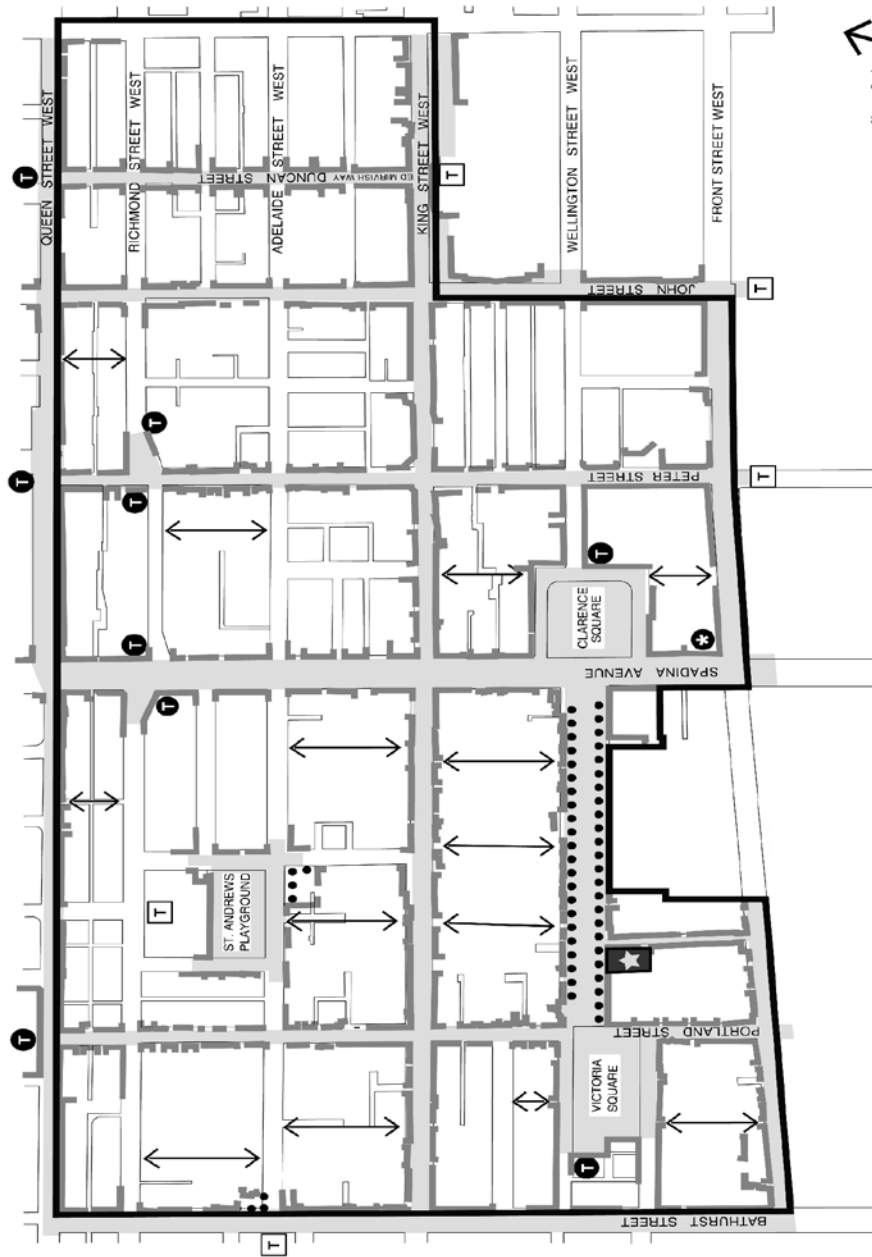 QUEEN STREET WEST
RICHMOND STREET WEST
ADELAIDE STREET WEST
KING STREET WEST
WELLINGTON STREET WEST
FRONT STREET WEST
ED MIRVISH WAY
DUNCAN STREET
JOHN STREET
PETER STREET
SPADINA AVENUE
PORTLAND STREET
BATHURST STREET
CLARENCE
SQUARE
ST. ANDREWS
PLAYGROUND
VICTORIA
SQUARE
T
T
T
T
T
T
T
T
T
T
T
T
T
T
*